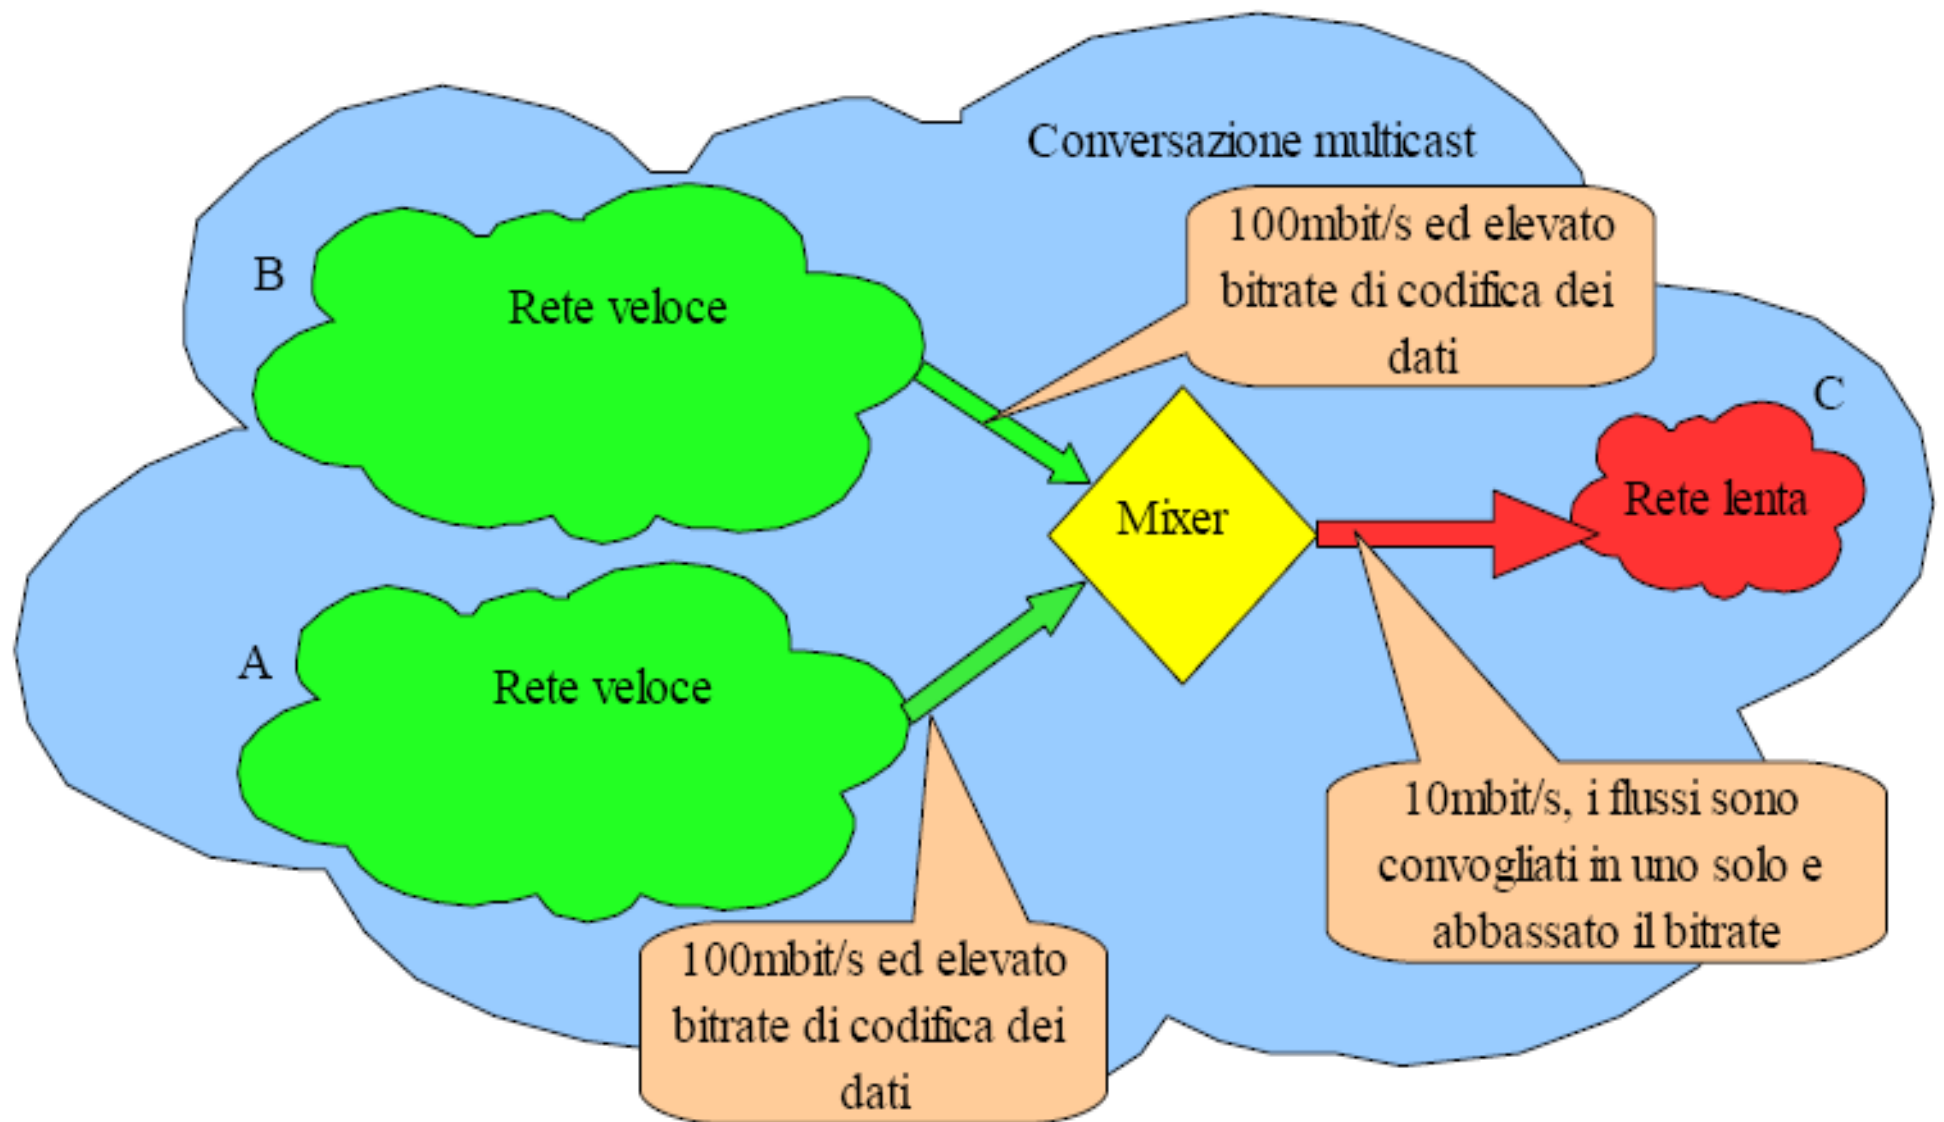 Conversazione multicast
100mbit/s ed elevato
bitrate di codifica dei
dati
B
Rete veloce
C
Rete lenta
Mixer
A
Rete veloce
10mbit/s, i flussi sono
convogliati in uno solo e
abbassato il bitrate
100mbit/s ed elevato
bitrate di codifica dei
dati